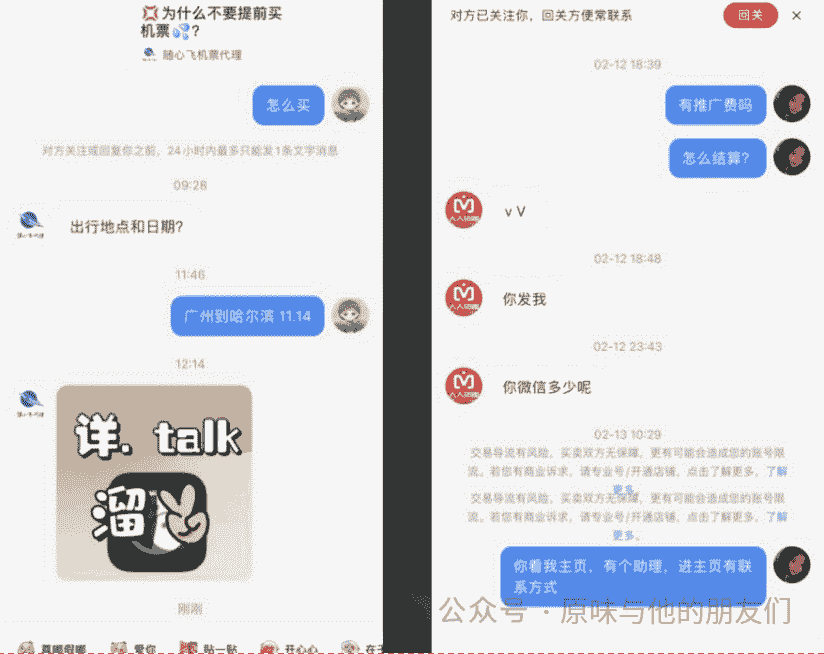 💢为什么不要提前买
机票💦?
随心飞机票代理
怎么买
对方关注或回复你之前，24小时内最多只能发1条文字消息
09:28
出行地点和日期?
11:46
广州到哈尔滨 11.14
12:14
详. talk
溜
刚刚
爱你
贴一贴
开心心
对方已关注你，回关方便常联系
回关
×
02-12 18:39
有推广费吗
怎么结算?
v V
02-12 18:48
你发我
02-12 23:43
你微信多少呢
02-13 10:29
交易导流有风险，买卖双方无保障，更有可能会造成您的账号限
流。若您有商业诉求，请专业号/开通店铺，点击了解更多。了解
更多。
交易导流有风险，买卖双方无保障，更有可能会造成您的账号限
流。若您有商业诉求，请专业号/开通店铺，点击了解更多。了解
更多。
你看我主页，有个助理，进主页有联
系方式
公众号 · 原味与他的朋友们